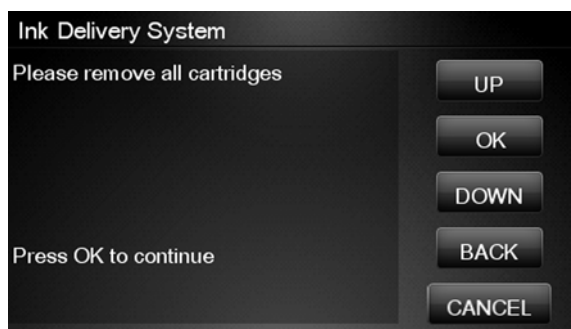 Ink Delivery System
Please remove all cartridges
Press OK to continue
UP
OK
DOWN
BACK
CANCEL